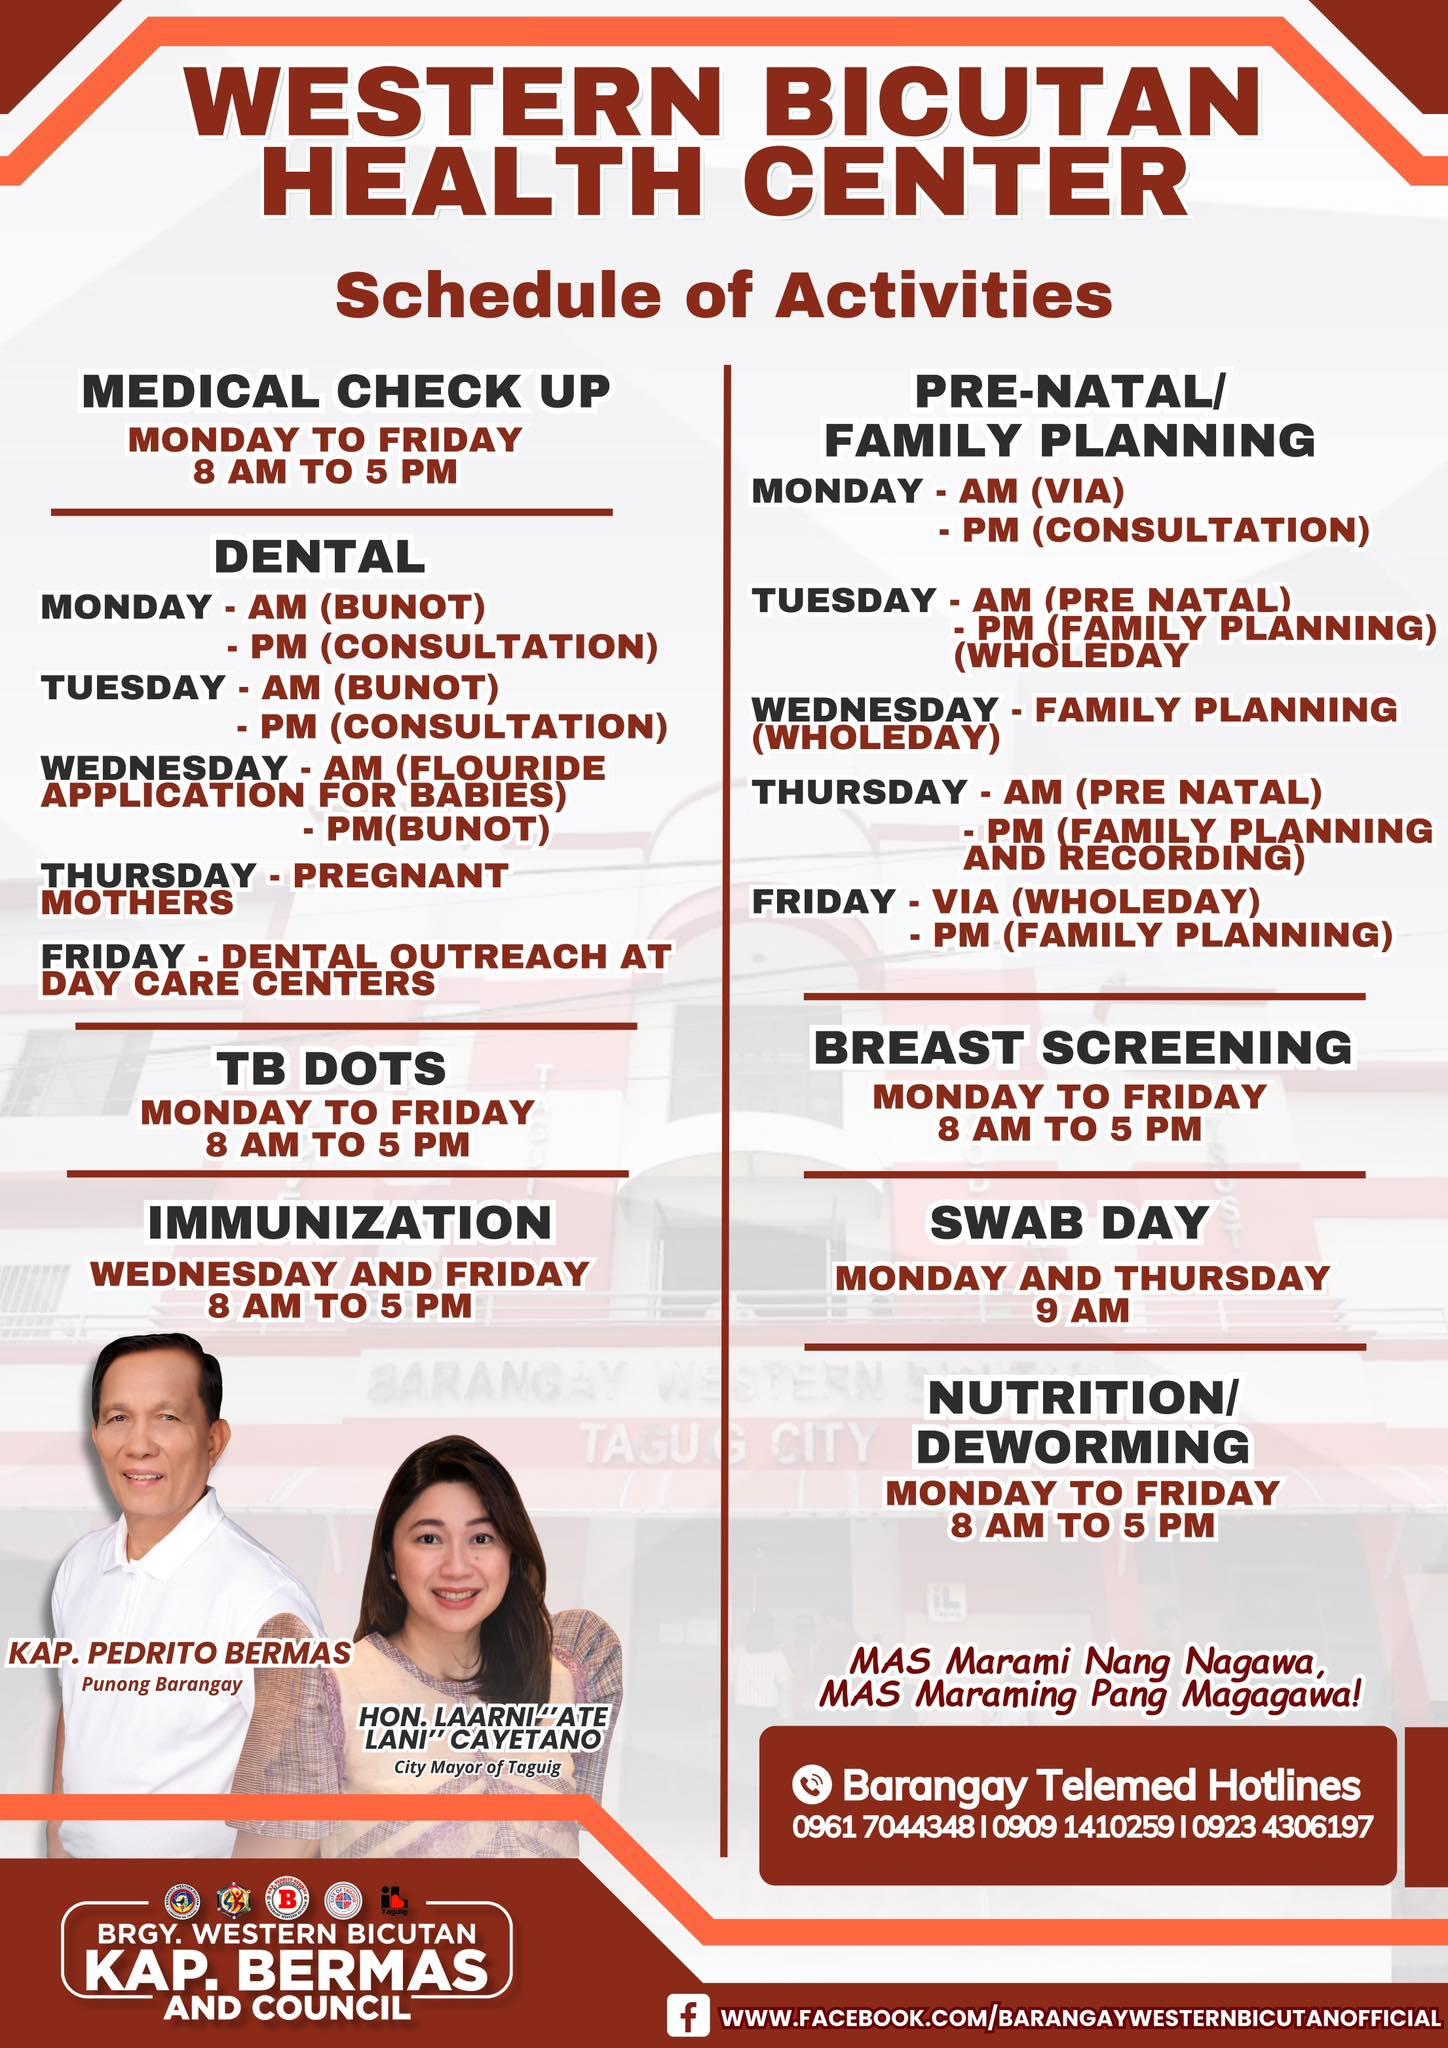 WESTERN BICUTAN
HEALTH CENTER
Schedule of Activities
MEDICAL CHECK UP
MONDAY TO FRIDAY
8 AM TO 5 PM
DENTAL
MONDAY - AM (BUNOT)
- PM (CONSULTATION)
TUESDAY - AM (BUNOT)
- PM (CONSULTATION)
WEDNESDAY - AM (FLOURIDE
APPLICATION FOR BABIES)
- PM(BUNOT)
THURSDAY - PREGNANT
MOTHERS
FRIDAY - DENTAL OUTREACH AT
DAY CARE CENTERS
TB DOTS
MONDAY TO FRIDAY
8 AM TO 5 PM
IMMUNIZATION
WEDNESDAY AND FRIDAY
8 AM TO 5 PM
PRE-NATAL/
FAMILY PLANNING
MONDAY - AM (VIA)
- PM (CONSULTATION)
TUESDAY - AM (PRE NATAL)
- PM (FAMILY PLANNING)
(WHOLEDAY
WEDNESDAY - FAMILY PLANNING
(WHOLEDAY)
THURSDAY - AM (PRE NATAL)
- PM (FAMILY PLANNING
AND RECORDING)
FRIDAY - VIA (WHOLEDAY)
- PM (FAMILY PLANNING)
BREAST SCREENING
MONDAY TO FRIDAY
8 AM TO 5 PM
SWAB DAY
MONDAY AND THURSDAY
9 AM
NUTRITION/
DEWORMING
MONDAY TO FRIDAY
8 AM TO 5 PM
BARANGAY WESTERN BICUTAN
TAGUIG CITY
KAP. PEDRITO BERMAS
Punong Barangay
HON. LAARNI "ATE
LANI" CAYETANO
City Mayor of Taguig
MAS Marami Nang Nagawa,
MAS Maraming Pang Magagawa!
Barangay Telemed Hotlines
0961 7044348 | 0909 1410259 | 0923 4306197
BRGY. WESTERN BICUTAN
KAP. BERMAS
AND COUNCIL
WWW.FACEBOOK.COM/BARANGAYWESTERNBICUTANOFFICIAL